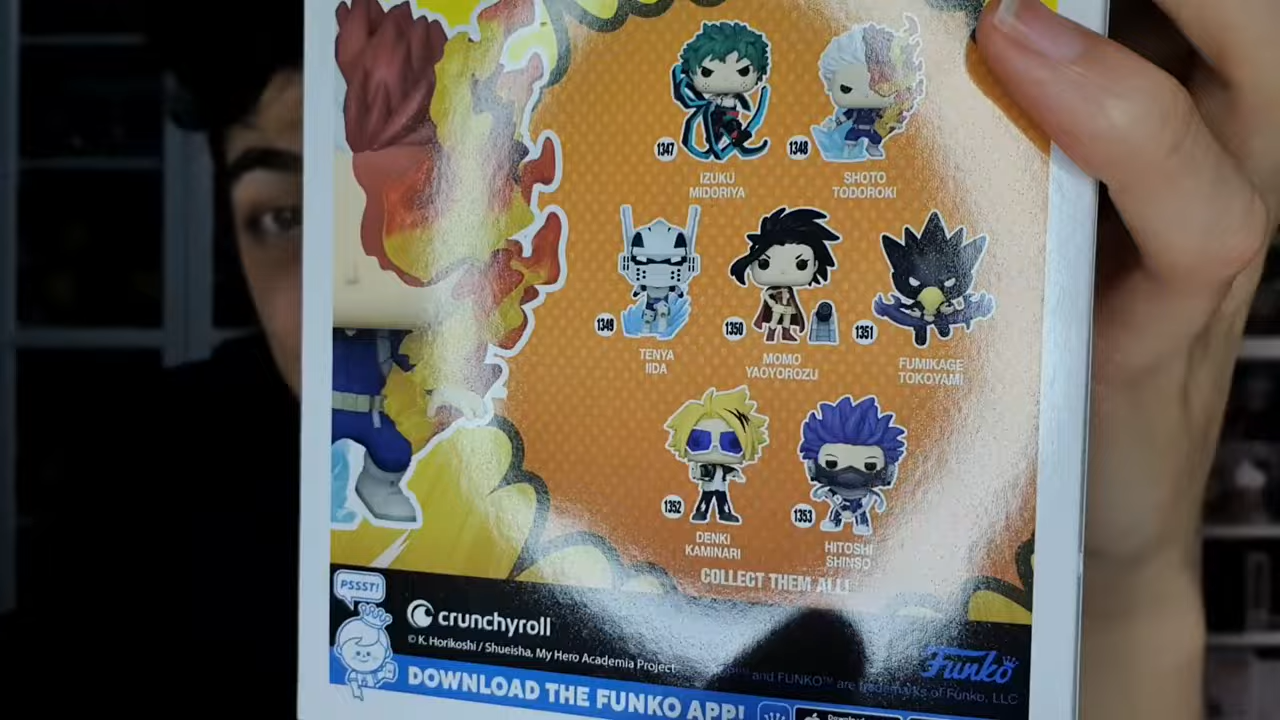 1347
IZUKU
MIDORIYA
1348
SHOTO
TODOROKI
1349
TENYA
IIDA
1350
MOMO
YAOYOROZU
1351
FUMIKAGE
TOKOYAMI
1352
DENKI
KAMINARI
1353
HITOSHI
SHINSO
COLLECT THEM ALL!
PSSST!
crunchyroll
© K. Horikoshi / Shueisha, My Hero Academia Project
Funko
and FUNKO™ are trademarks of Funko, LLC
DOWNLOAD THE FUNKO APP!